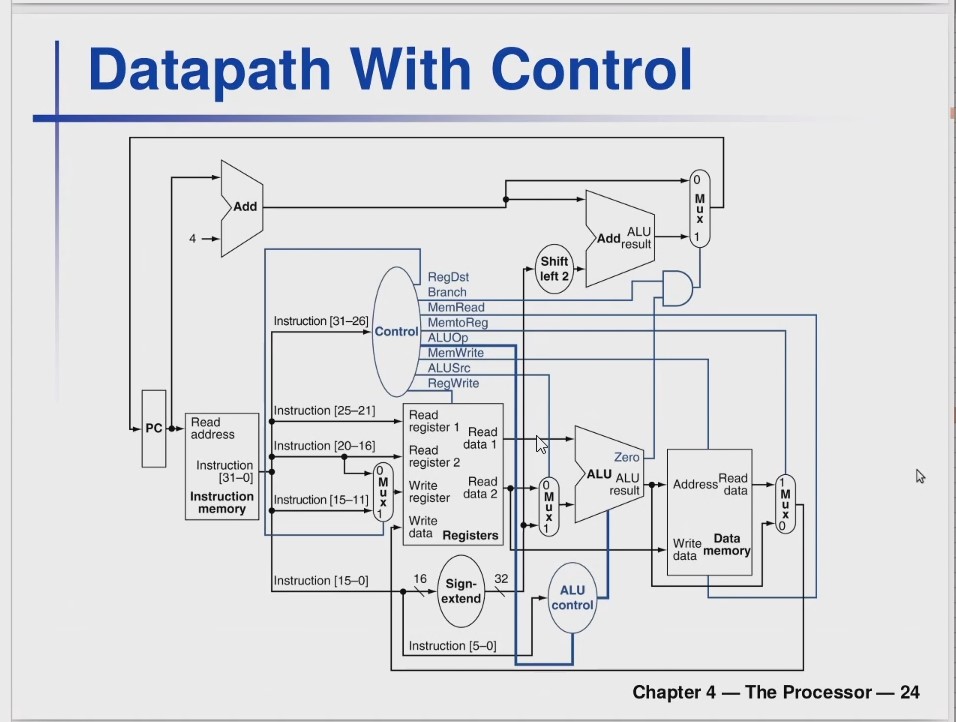 Datapath With Control
0
M
u
x
1
Add
4
Add ALU
result
Shift
left 2
RegDst
Branch
MemRead
MemtoReg
ALUOp
MemWrite
ALUSrc
RegWrite
Instruction [31–26]
Control
PC
Read
address
Instruction
[31–0]
Instruction
memory
Instruction [25–21]
Instruction [20–16]
Instruction [15–11]
0
M
u
x
1
Read
register 1
Read
data 1
Read
register 2
Write
register
Read
data 2
Write
data
Registers
0
M
u
x
1
Zero
ALU ALU
result
Address
Read
data
Write
data
Data
memory
1
M
u
x
0
Instruction [15–0]
16
Sign-
extend
32
ALU
control
Instruction [5–0]
Chapter 4 — The Processor — 24